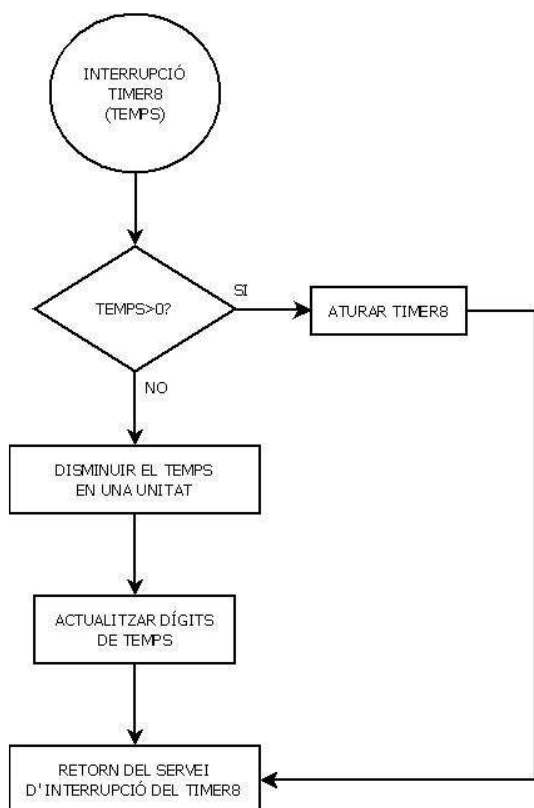 INTERRUPCIÓ
TIMER8
(TEMPS)
TEMPS>0?
SI
ATURAR TIMER8
NO
DISMINUIR EL TEMPS
EN UNA UNITAT
ACTUALITZAR DÍGITS
DE TEMPS
RETORN DEL SERVEI
D'INTERRUPCIÓ DEL TIMER8